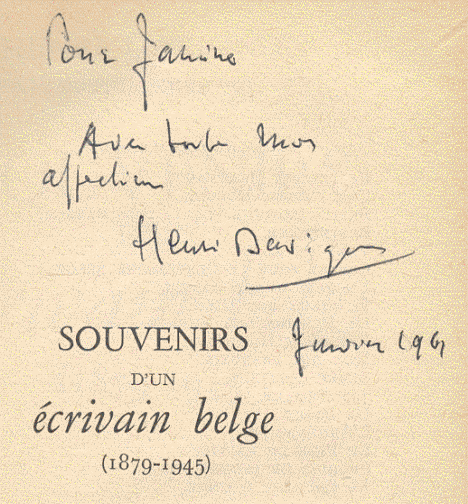 Pour Janine
Avec toute mon
affection
Henri Davignon
Janvier 1961
SOUVENIRS
D'UN
écrivain belge
(1879-1945)